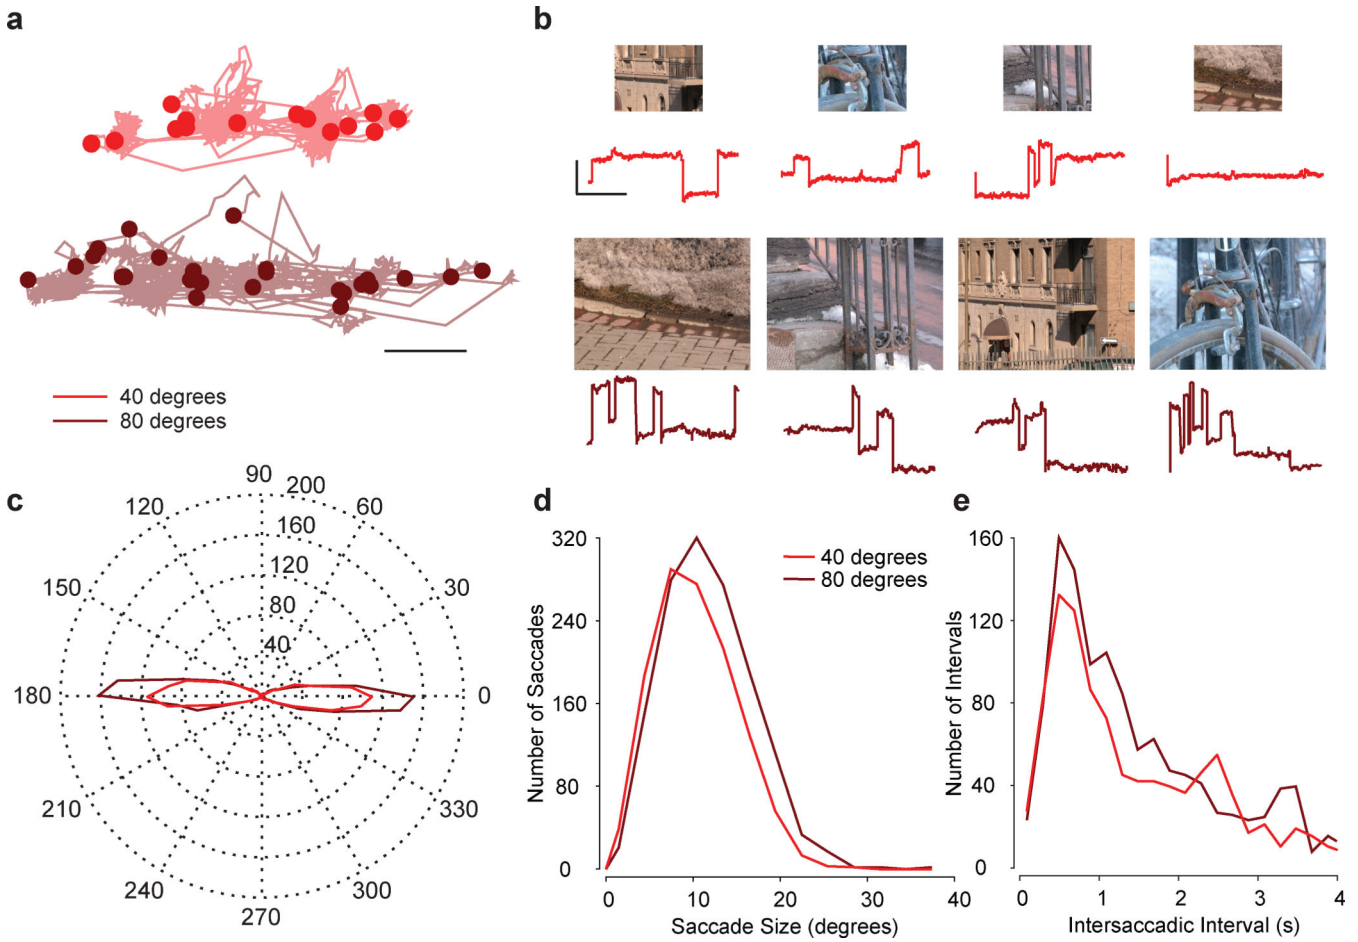 a
b
40 degrees
80 degrees
c
90
120
60
200
160
120
80
40
150
30
180
0
210
330
240
300
270
d
Number of Saccades
320
240
160
80
0
0 10 20 30 40
Saccade Size (degrees)
40 degrees
80 degrees
e
Number of Intervals
160
120
80
40
0
0 1 2 3 4
Intersaccadic Interval (s)